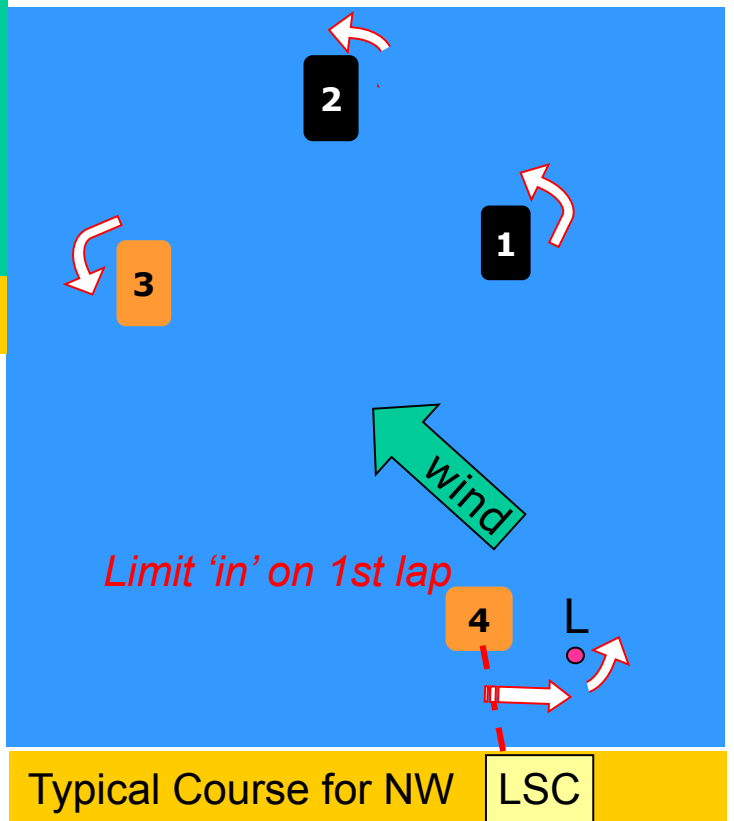 2
1
3
wind
Limit ‘in’ on 1st lap
4
L
Typical Course for NW
LSC